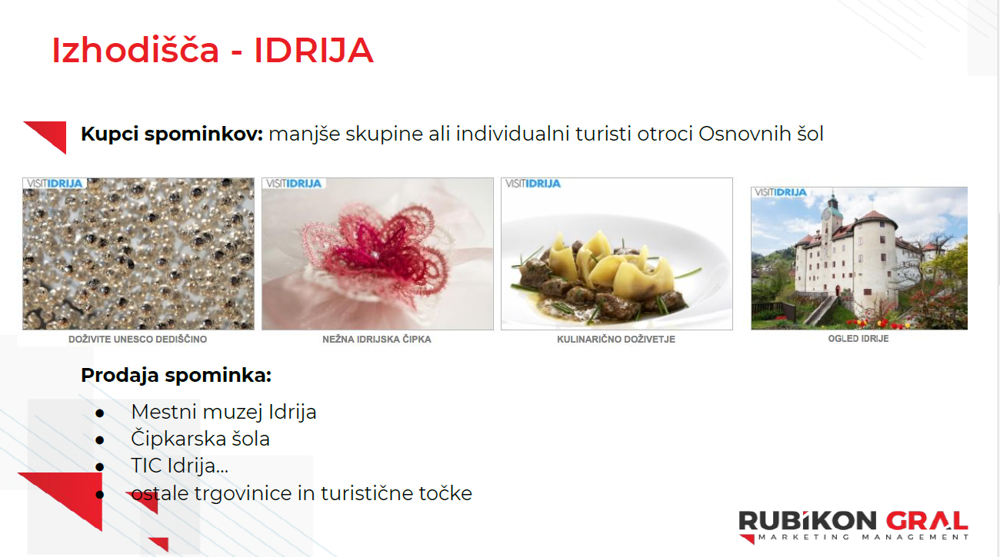 Izhodišča - IDRIJA
Kupci spominkov: manjše skupine ali individualni turisti otroci Osnovnih šol
VISITIDRIJA
VISITIDRIJA
VISITIDRIJA
VISITIDRIJA
DOŽIVITE UNESCO DEDIŠČINO
NEŽNA IDRIJSKA ČIPKA
KULINARIČNO DOŽIVETJE
OGLED IDRIJE
Prodaja spominka:
● Mestni muzej Idrija
● Čipkarska šola
● TIC Idrija...
● ostale trgovinice in turistične točke
RUBIKON GRAL
MARKETING MANAGEMENT